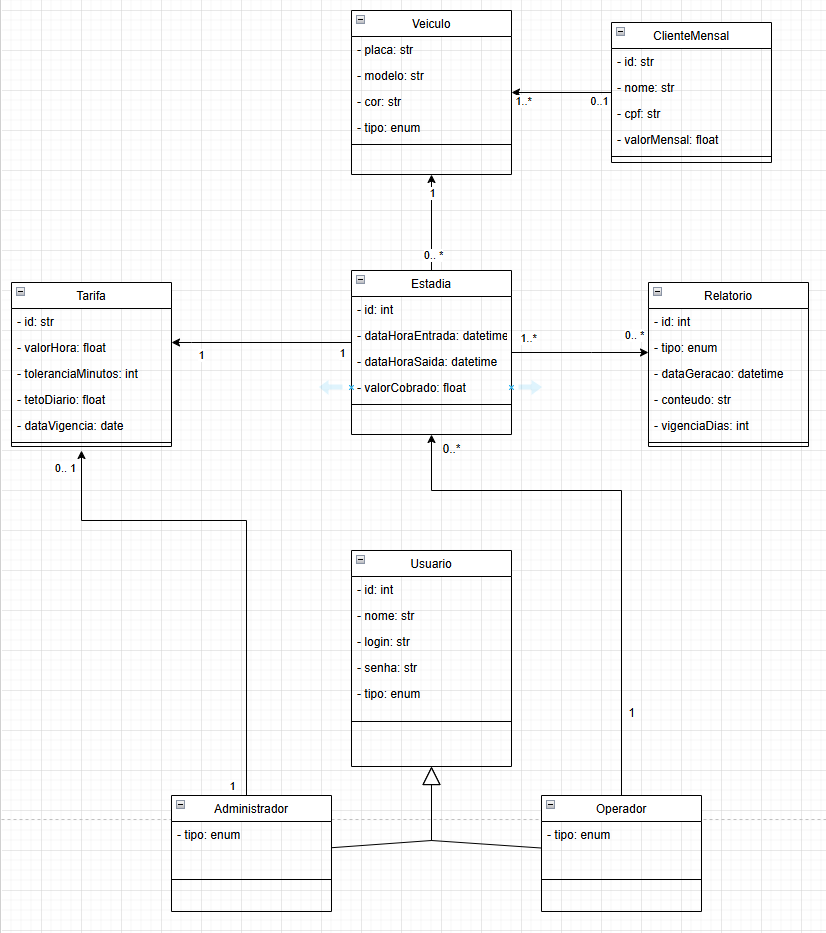 Veiculo
- placa: str
- modelo: str
- cor: str
- tipo: enum
ClienteMensal
- id: str
- nome: str
- cpf: str
- valorMensal: float
1..*
0..1
1
0.. *
Tarifa
- id: str
- valorHora: float
- toleranciaMinutos: int
- tetoDiario: float
- dataVigencia: date
Estadia
- id: int
- dataHoraEntrada: datetime
- dataHoraSaida: datetime
- valorCobrado: float
Relatorio
- id: int
- tipo: enum
- dataGeracao: datetime
- conteudo: str
- vigenciaDias: int
1
1
1..*
0.. *
0.. 1
0..*
Usuario
- id: int
- nome: str
- login: str
- senha: str
- tipo: enum
1
1
Administrador
- tipo: enum
Operador
- tipo: enum